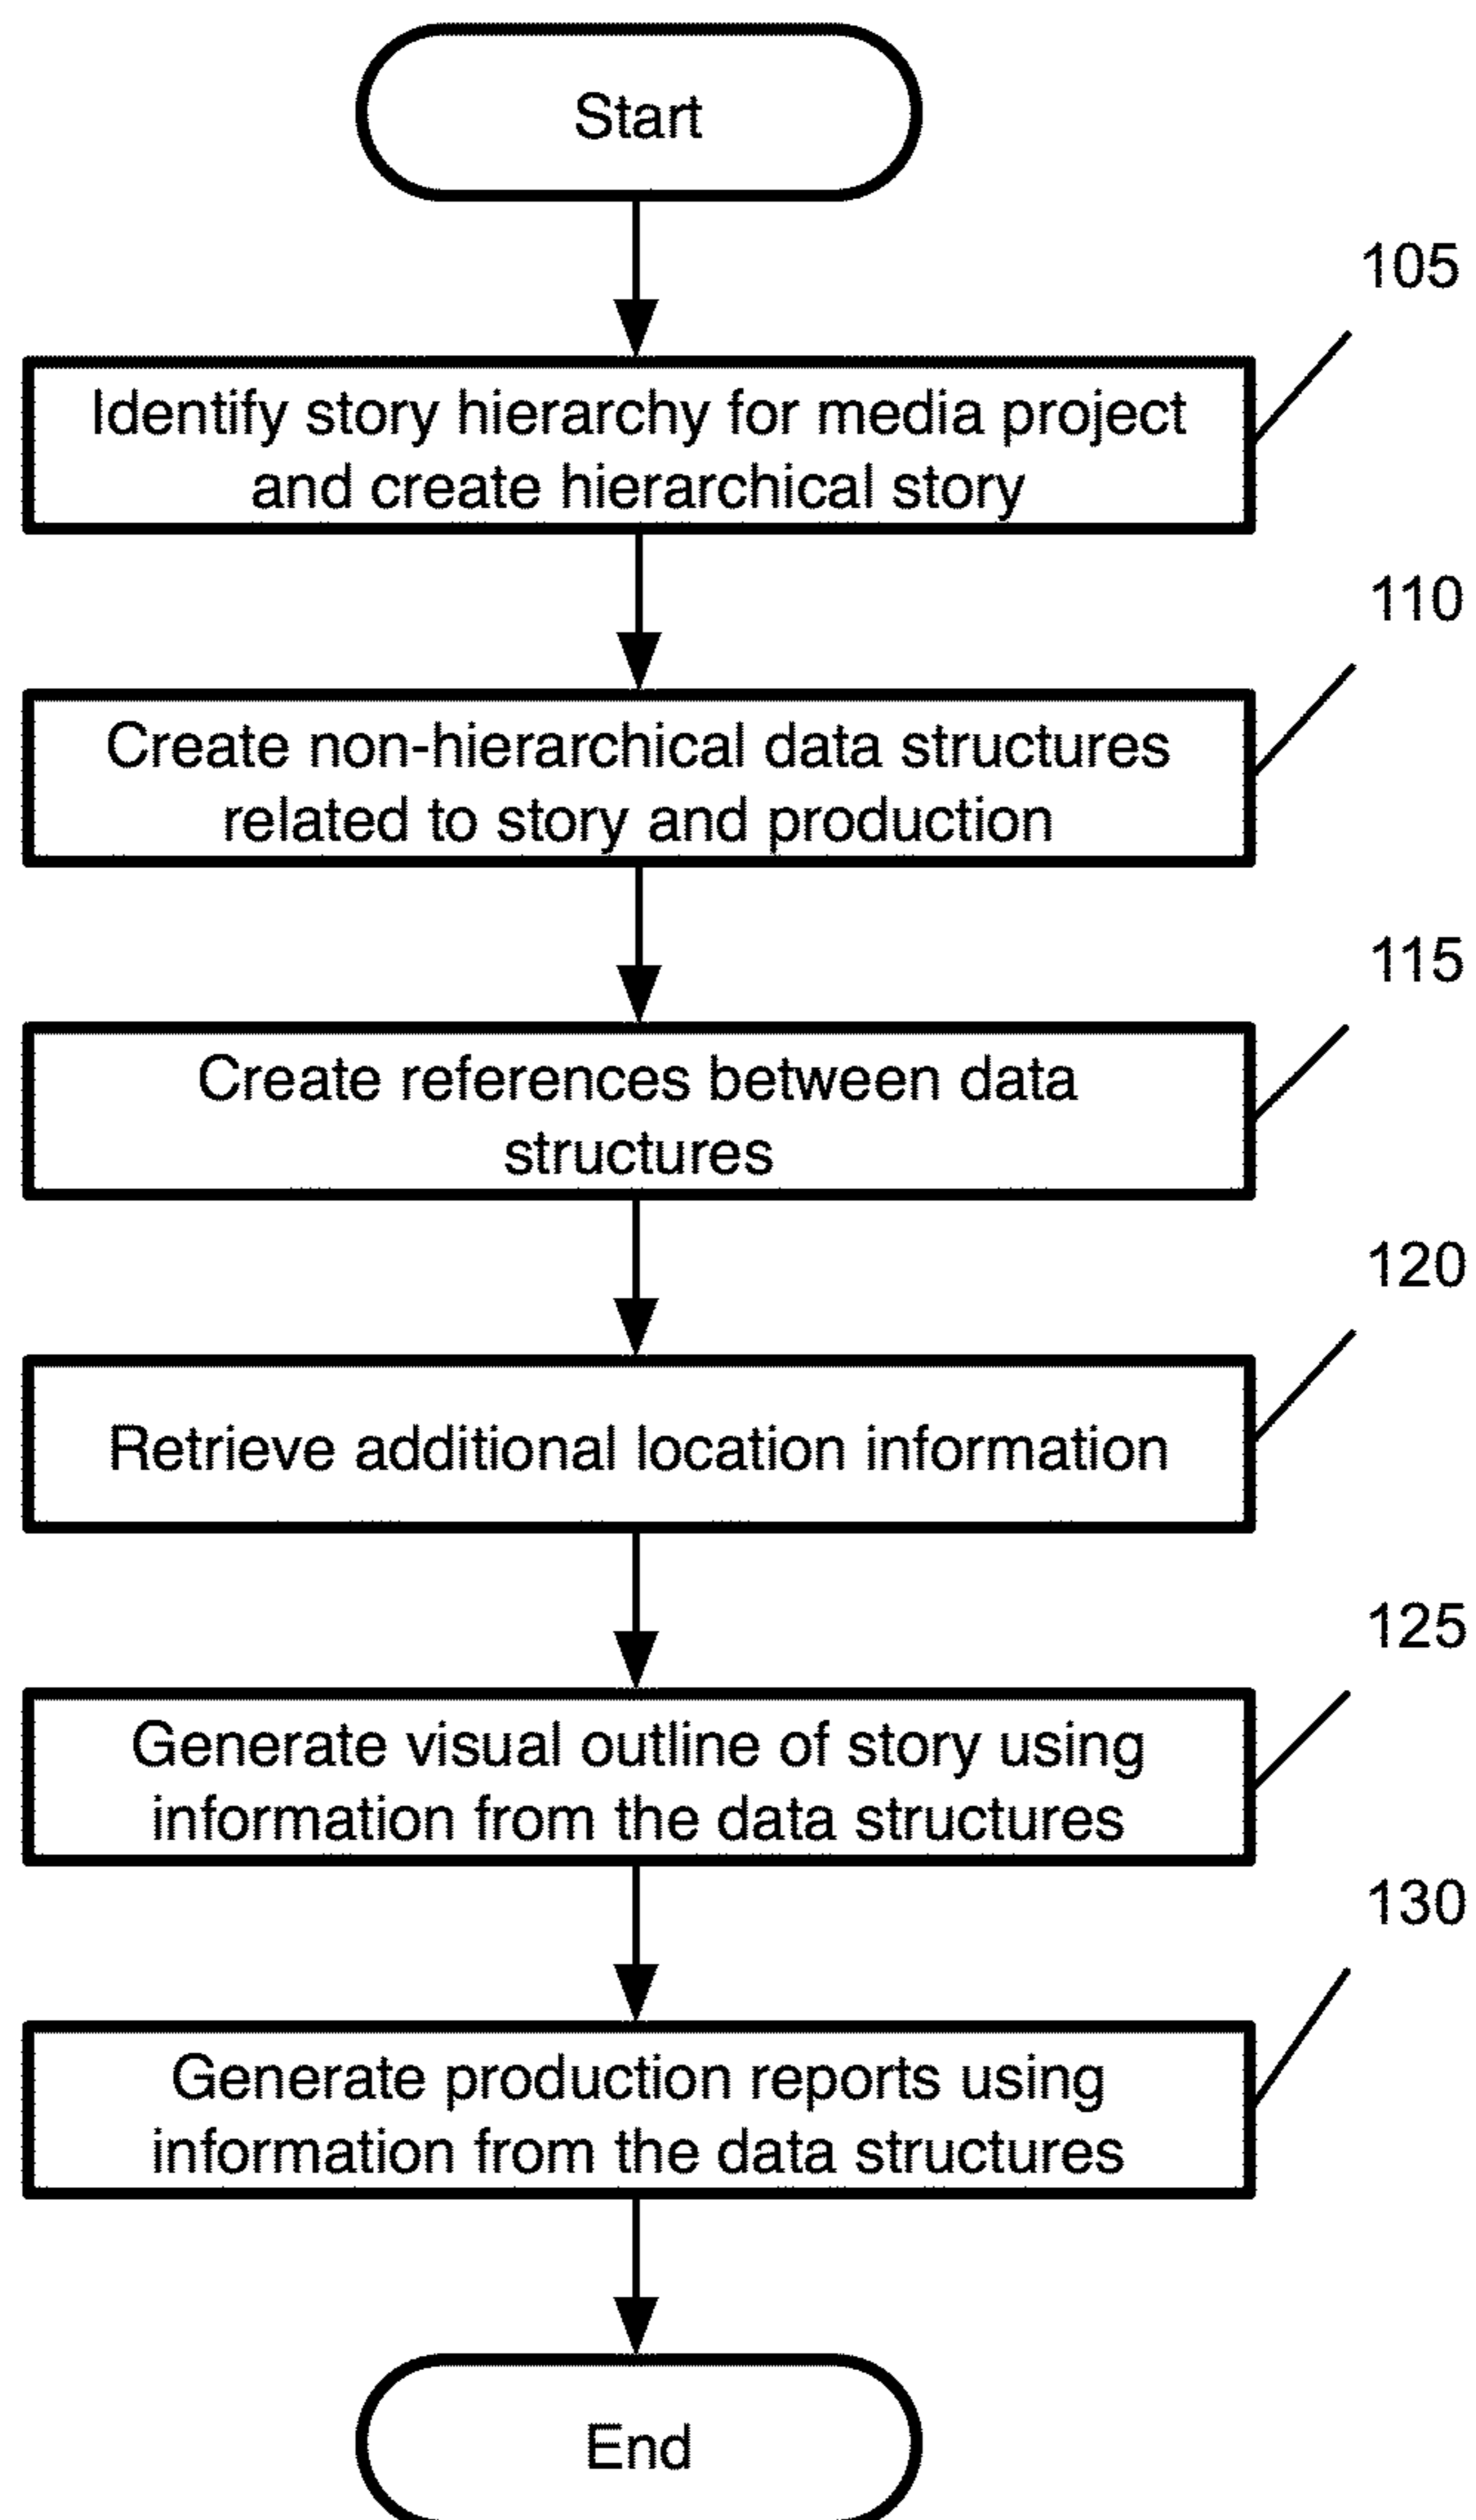 Start
105
Identify story hierarchy for media project
and create hierarchical story
110
Create non-hierarchical data structures
related to story and production
115
Create references between data
structures
120
Retrieve additional location information
125
Generate visual outline of story using
information from the data structures
130
Generate production reports using
information from the data structures
End